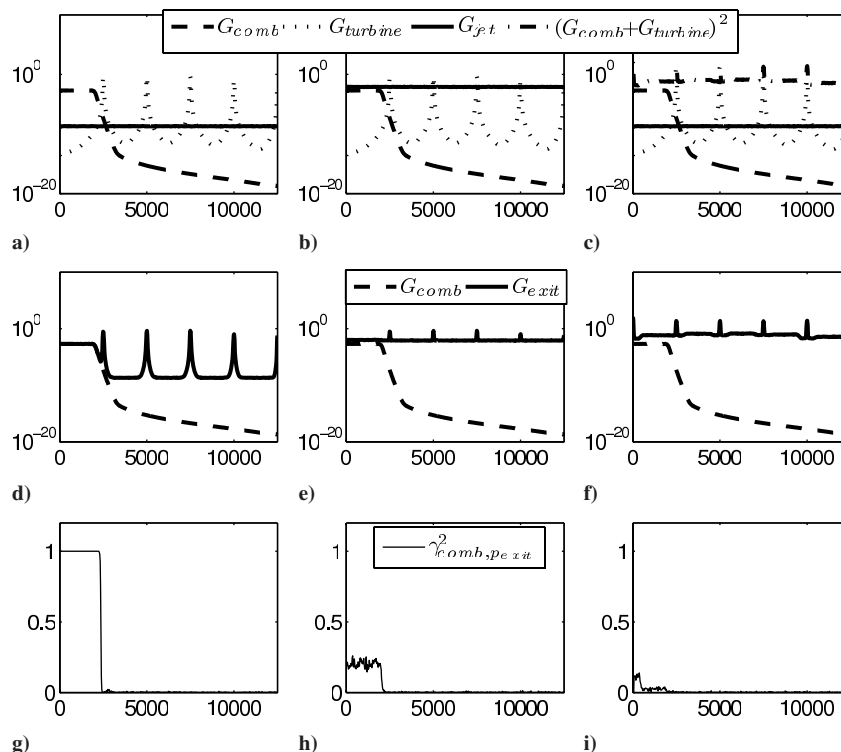 G_comb G_turbine G_jet (G_comb+G_turbine)^2
10^0 10^0 10^0
10^-20 10^-20 10^-20
0 5000 10000 0 5000 10000 0 5000 10000
a) b) c)
G_comb G_exit
10^0 10^0 10^0
10^-20 10^-20 10^-20
0 5000 10000 0 5000 10000 0 5000 10000
d) e) f)
γ^2_comb,p_exit
1 1 1
0.5 0.5 0.5
0 0 0
0 5000 10000 0 5000 10000 0 5000 10000
g) h) i)